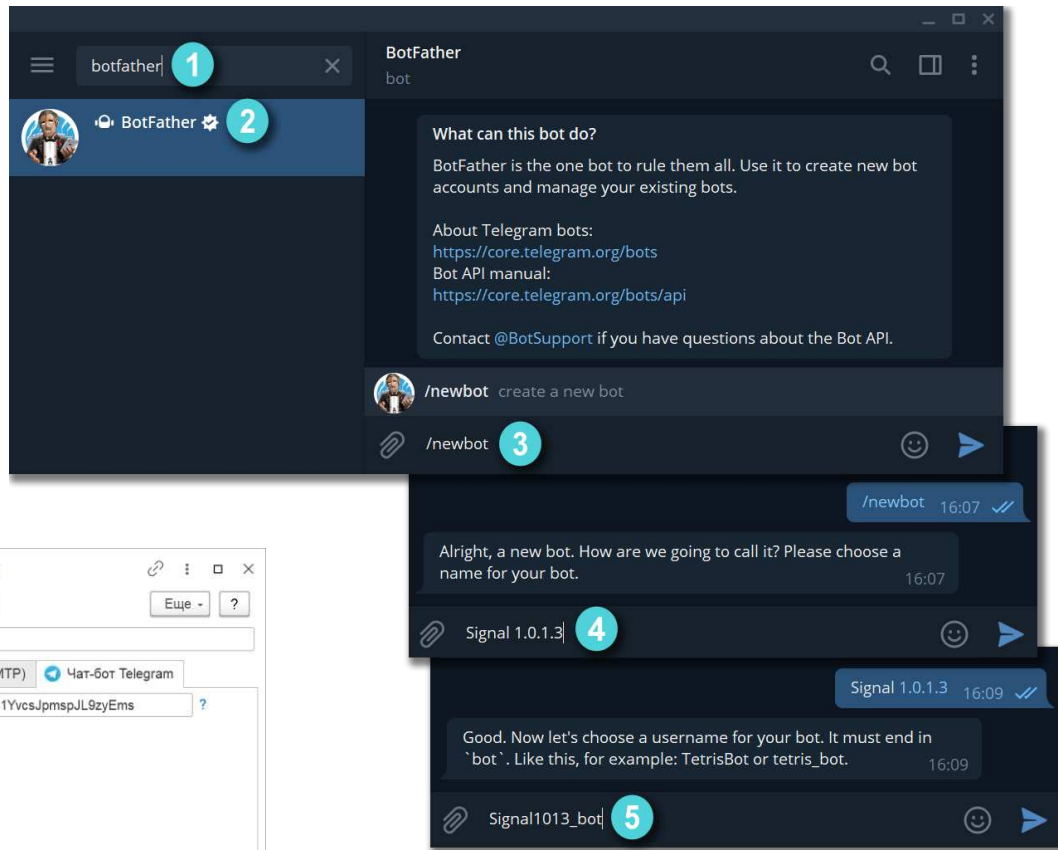 botfather
1
BotFather
2
BotFather
bot
What can this bot do?
BotFather is the one bot to rule them all. Use it to create new bot
accounts and manage your existing bots.
About Telegram bots:
https://core.telegram.org/bots
Bot API manual:
https://core.telegram.org/bots/api
Contact @BotSupport if you have questions about the Bot API.
/newbot create a new bot
/newbot
3
/newbot 16:07
Alright, a new bot. How are we going to call it? Please choose a
name for your bot.
16:07
Signal 1.0.1.3
4
Signal 1.0.1.3 16:09
Good. Now let's choose a username for your bot. It must end in
`bot`. Like this, for example: TetrisBot or tetris_bot.
16:09
Signal1013_bot
5
Еще
?
ТР) Чат-бот Telegram
1YvcsJpmspJL9zyEms ?